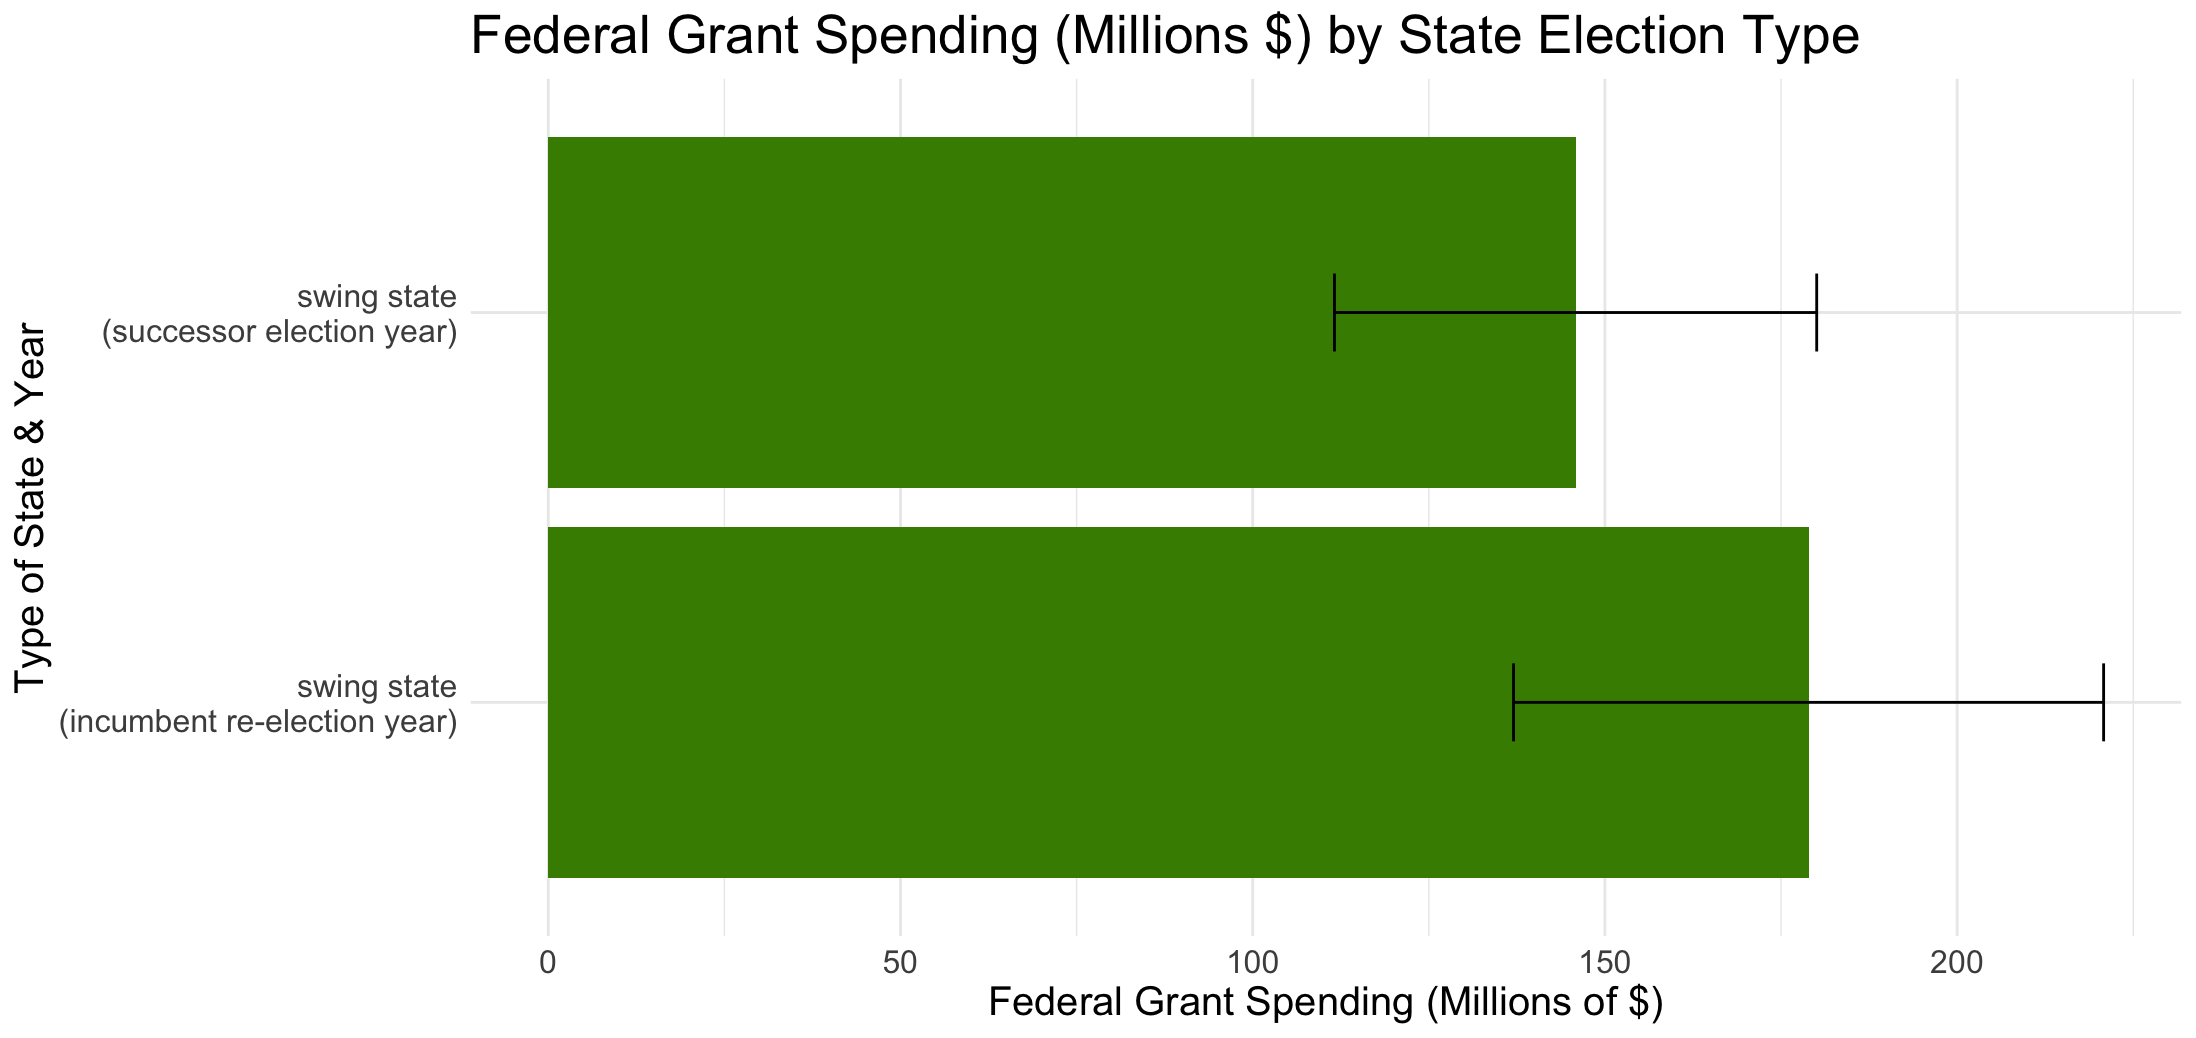 Federal Grant Spending (Millions $) by State Election Type
Type of State & Year
swing state
(successor election year)
swing state
(incumbent re-election year)
0
50
100
150
200
Federal Grant Spending (Millions of $)